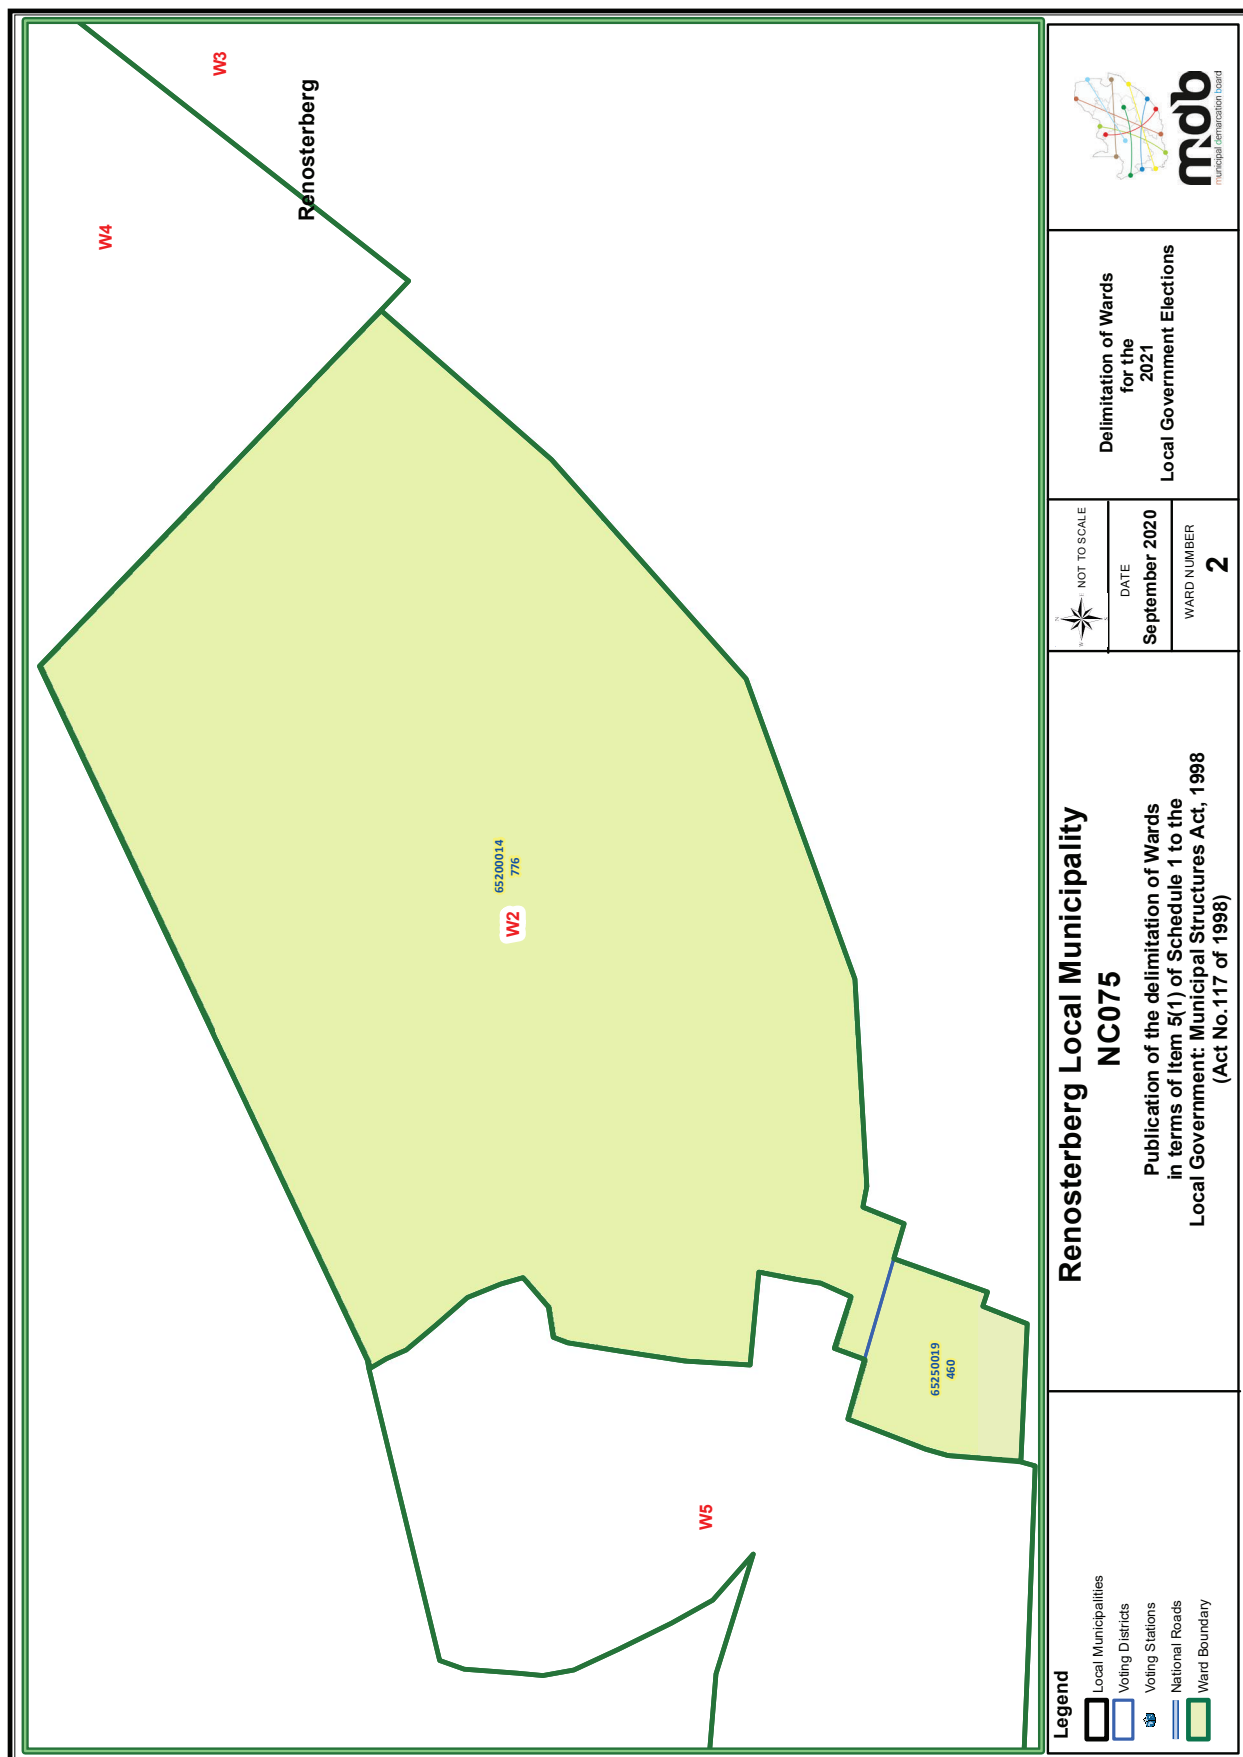 W3
W4
Renosterberg
65200014
776
W2
65250019
460
W5
Legend
Local Municipalities
Voting Districts
Voting Stations
National Roads
Ward Boundary
Renosterberg Local Municipality
NC075
Publication of the delimitation of Wards
in terms of Item 5(1) of Schedule 1 to the
Local Government: Municipal Structures Act, 1998
(Act No.117 of 1998)
N
W
E
S
NOT TO SCALE
DATE
September 2020
WARD NUMBER
2
Delimitation of Wards
for the
2021
Local Government Elections
mdb
municipal demarcation board